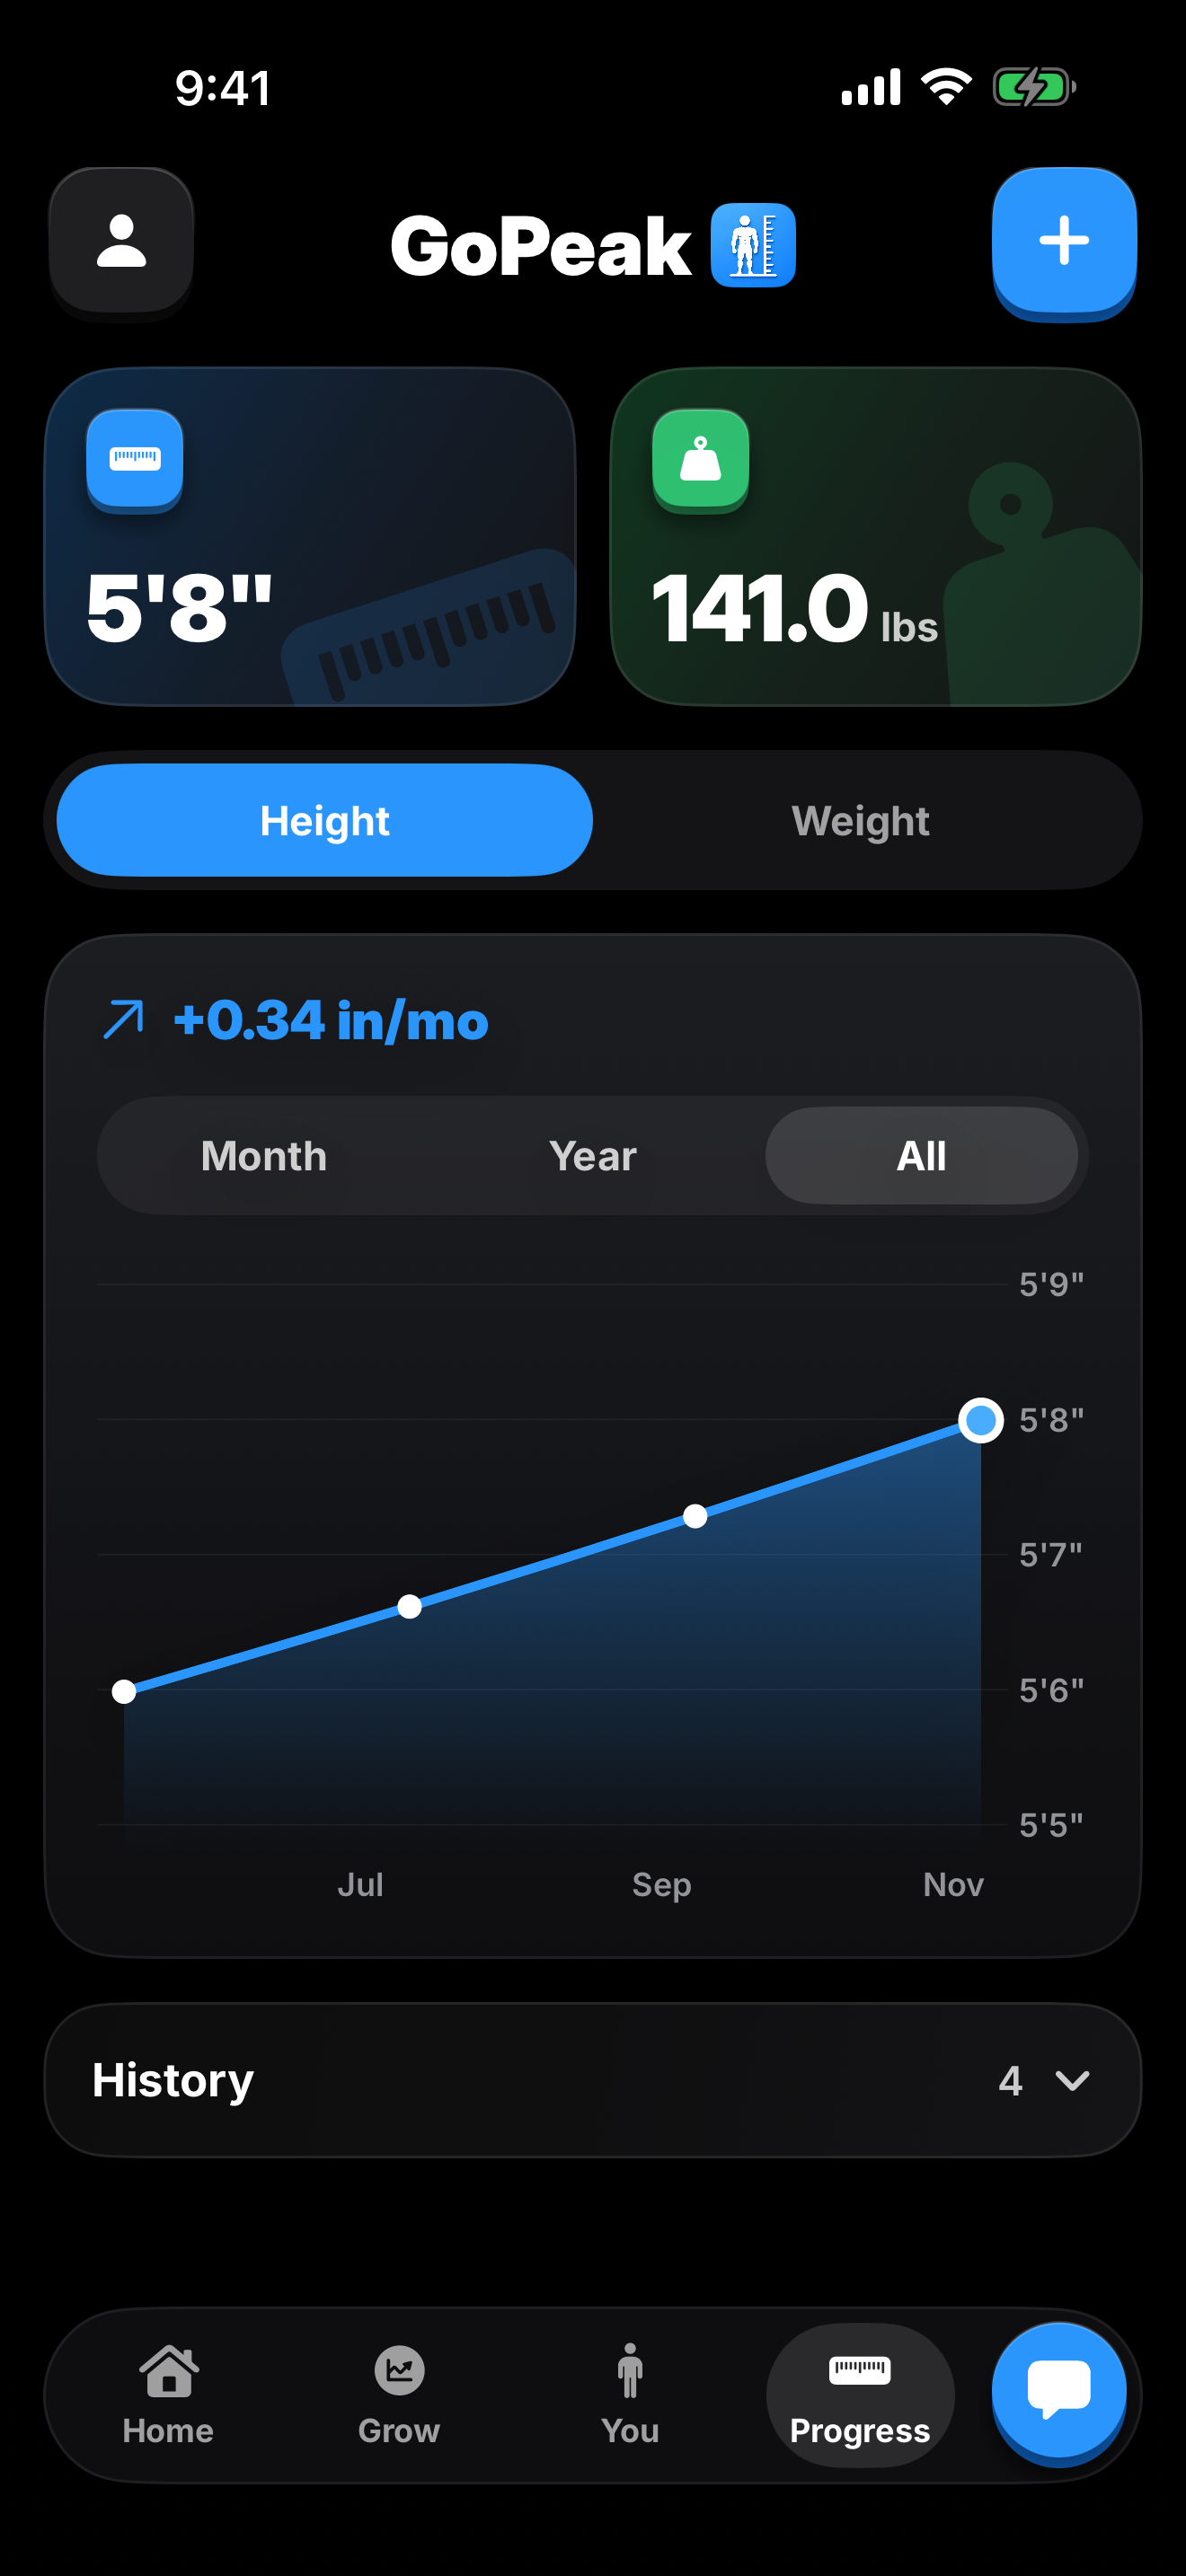 9:41
GoPeak
5'8"
141.0 lbs
Height Weight
+0.34 in/mo
Month Year All
5'9"
5'8"
5'7"
5'6"
5'5"
Jul Sep Nov
History 4
Home Grow You Progress